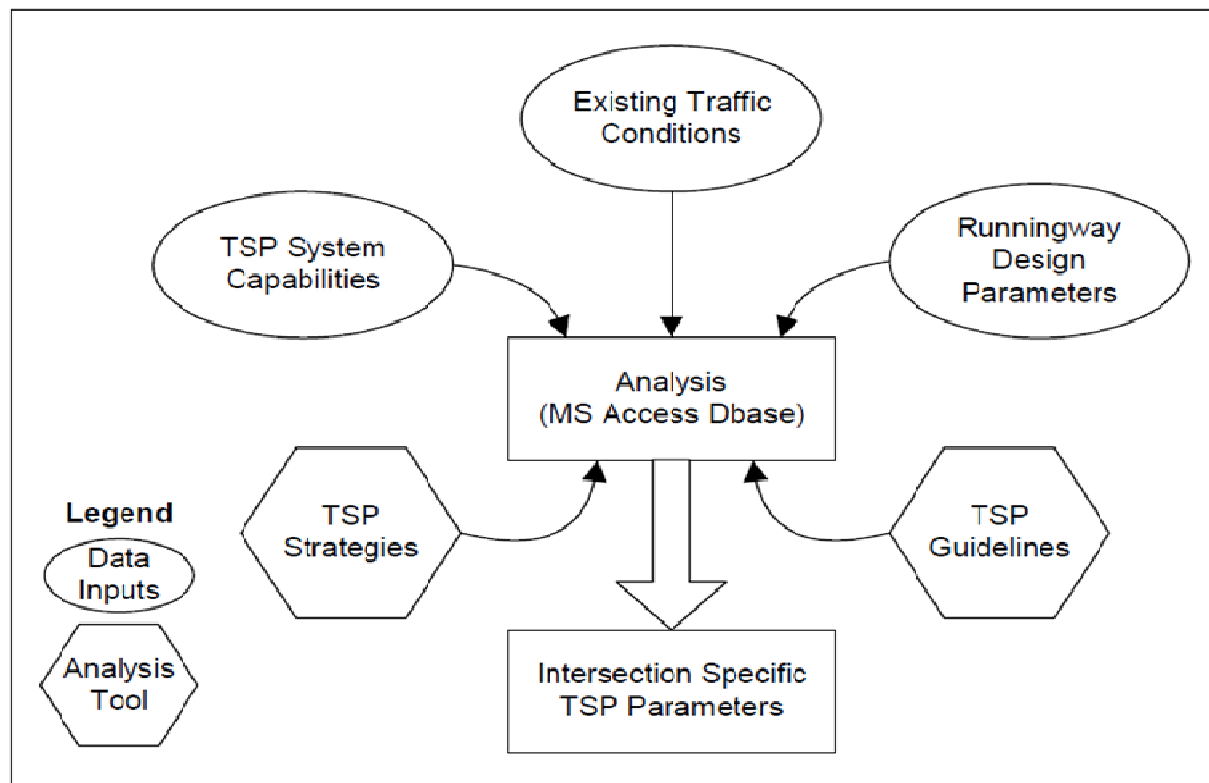 Existing Traffic
Conditions
TSP System
Capabilities
Runningway
Design
Parameters
Analysis
(MS Access Dbase)
TSP
Strategies
TSP
Guidelines
Legend
Data
Inputs
Analysis
Tool
Intersection Specific
TSP Parameters